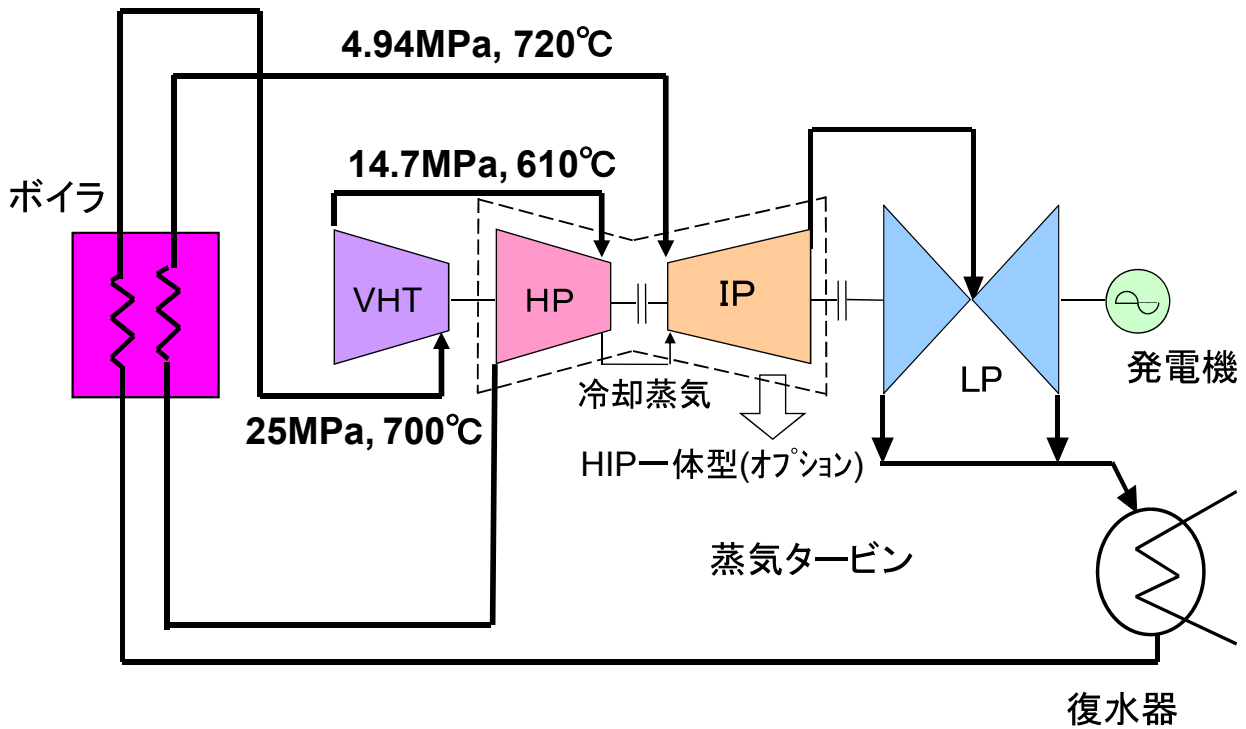 4.94MPa, 720℃
14.7MPa, 610℃
ボイラ
VHT
HP
IP
LP
発電機
冷却蒸気
25MPa, 700℃
HIP一体型(ｵﾌﾟｼｮﾝ)
蒸気タービン
復水器